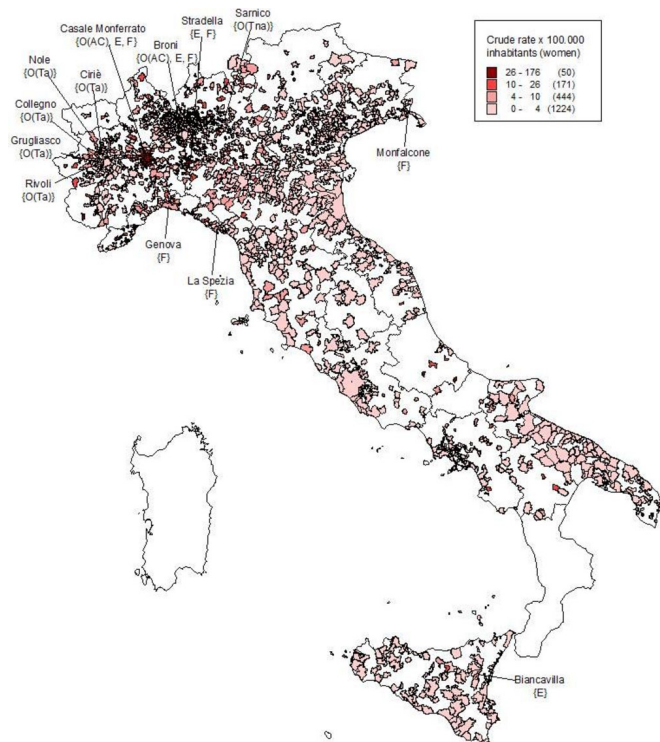 Sarnico
{O(Tna)}
Stradella
{E, F}
Casale Monferrato
{O(AC), E, F}
Broni
{O(AC), E, F}
Nole
{O(Ta)}
Ciriè
{O(Ta)}
Collegno
{O(Ta)}
Grugliasco
{O(Ta)}
Rivoli
{O(Ta)}
Genova
{F}
La Spezia
{F}
Monfalcone
{F}
Biancavilla
{E}
Crude rate x 100.000
inhabitants (women)
26 - 176 (50)
10 - 26 (171)
4 - 10 (444)
0 - 4 (1224)